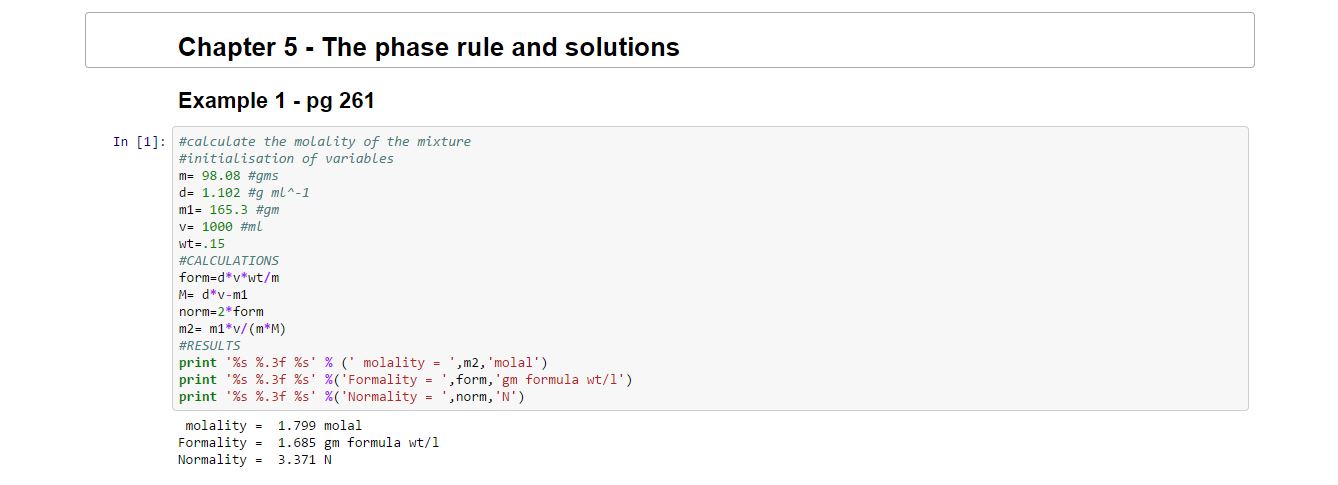 Chapter 5 - The phase rule and solutions
Example 1 - pg 261
In [1]: #calculate the molality of the mixture
#initialisation of variables
m= 98.08 #gms
d= 1.102 #g ml^-1
m1= 165.3 #gm
v= 1000 #ml
wt=.15
#CALCULATIONS
form=d*v*wt/m
M= d*v-m1
norm=2*form
m2= m1*v/(m*M)
#RESULTS
print '%s %.3f %s' % (' molality = ',m2,'molal')
print '%s %.3f %s' %('Formality = ',form,'gm formula wt/l')
print '%s %.3f %s' %('Normality = ',norm,'N')
 molality =  1.799 molal
Formality =  1.685 gm formula wt/l
Normality =  3.371 N